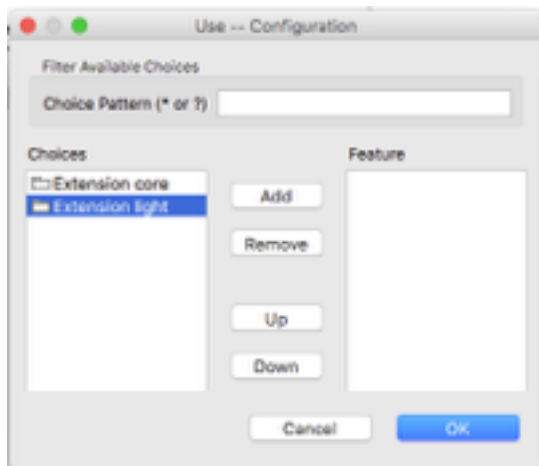 Use -- Configuration
Filter Available Choices
Choice Pattern (* or ?)
Choices
Feature
Extension core
Extension light
Add
Remove
Up
Down
Cancel
OK